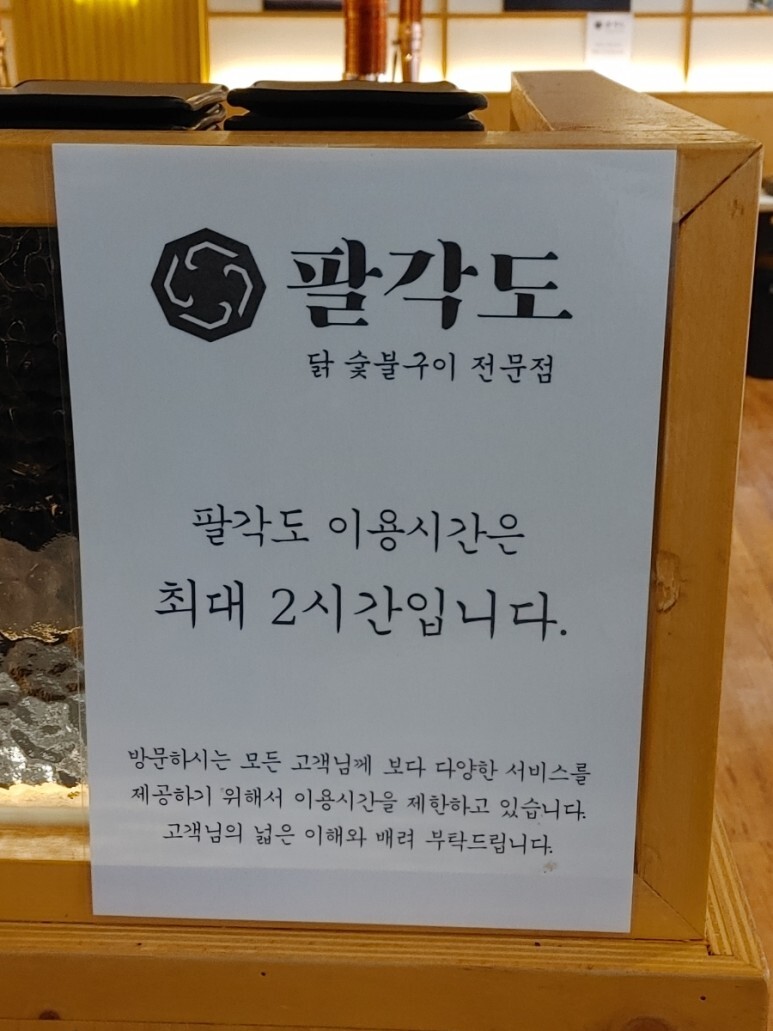 팔각도
닭 숯불구이 전문점
팔각도 이용시간은
최대 2시간입니다.
방문하시는 모든 고객님께 보다 다양한 서비스를
제공하기 위해서 이용시간을 제한하고 있습니다.
고객님의 넓은 이해와 배려 부탁드립니다.